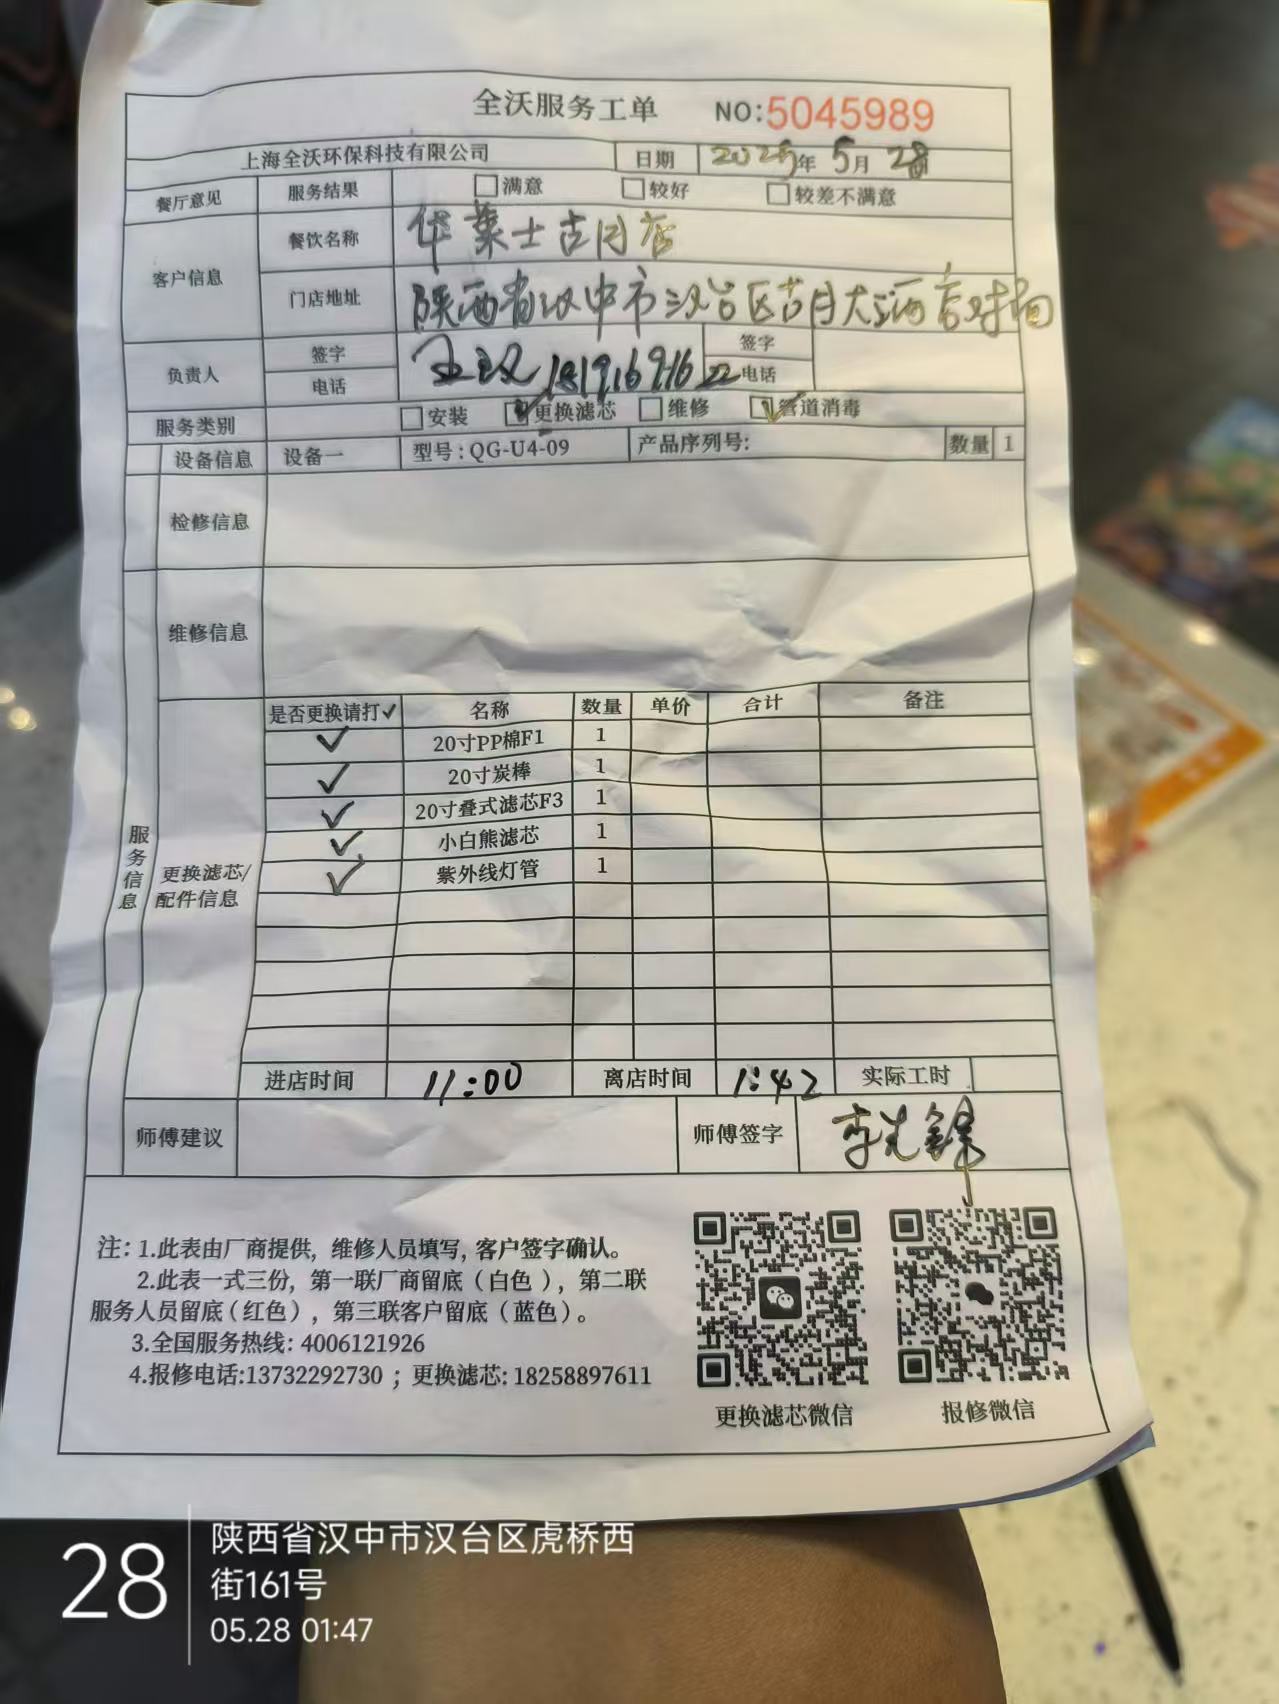 全沃服务工单 NO:5045989
上海全沃环保科技有限公司 日期 2025年 5月 28
餐厅意见 服务结果 满意 较好 较差不满意
客户信息 餐饮名称 华莱士古月店
门店地址 陕西省汉中市汉台区古月大酒店对面
负责人 签字 签字
电话 18191691622 电话
服务类别 安装 更换滤芯 维修 管道消毒
设备信息 设备一 型号:QG-U4-09 产品序列号: 数量 1
检修信息
维修信息
是否更换请打✓ 名称 数量 单价 合计 备注
✓ 20寸PP棉F1 1
✓ 20寸炭棒 1
✓ 20寸叠式滤芯F3 1
✓ 小白熊滤芯 1
✓ 紫外线灯管 1
服务信息
更换滤芯/
配件信息
进店时间 11:00 离店时间 1:42 实际工时
师傅建议 师傅签字 李先锋
注: 1.此表由厂商提供, 维修人员填写, 客户签字确认。
2.此表一式三份, 第一联厂商留底(白色), 第二联
服务人员留底(红色), 第三联客户留底(蓝色)。
3.全国服务热线: 4006121926
4.报修电话:13732292730 ; 更换滤芯: 18258897611
更换滤芯微信 报修微信
28
陕西省汉中市汉台区虎桥西
街161号
05.28 01:47